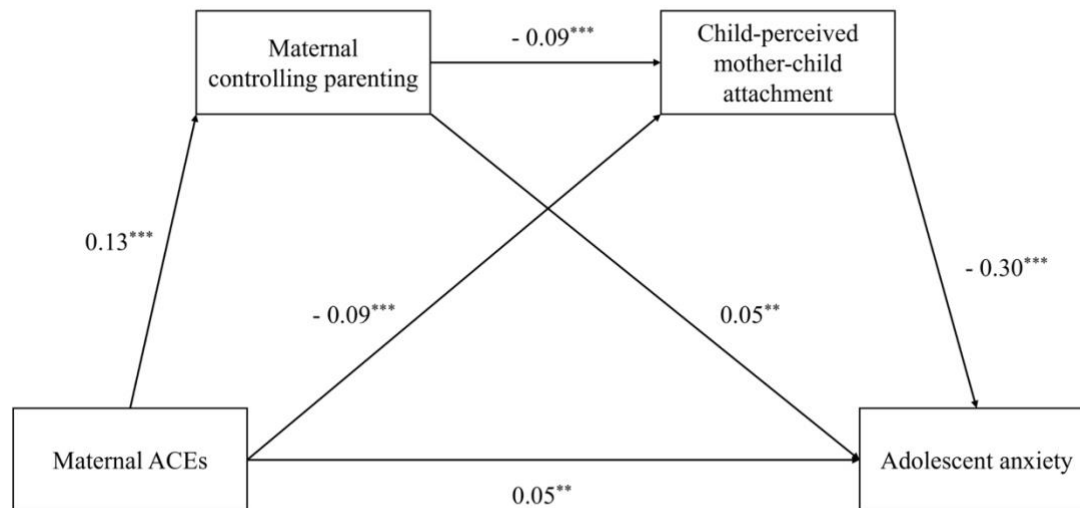 Maternal
controlling parenting
- 0.09***
Child-perceived
mother-child
attachment
0.13***
- 0.09***
0.05**
- 0.30***
Maternal ACEs
0.05**
Adolescent anxiety